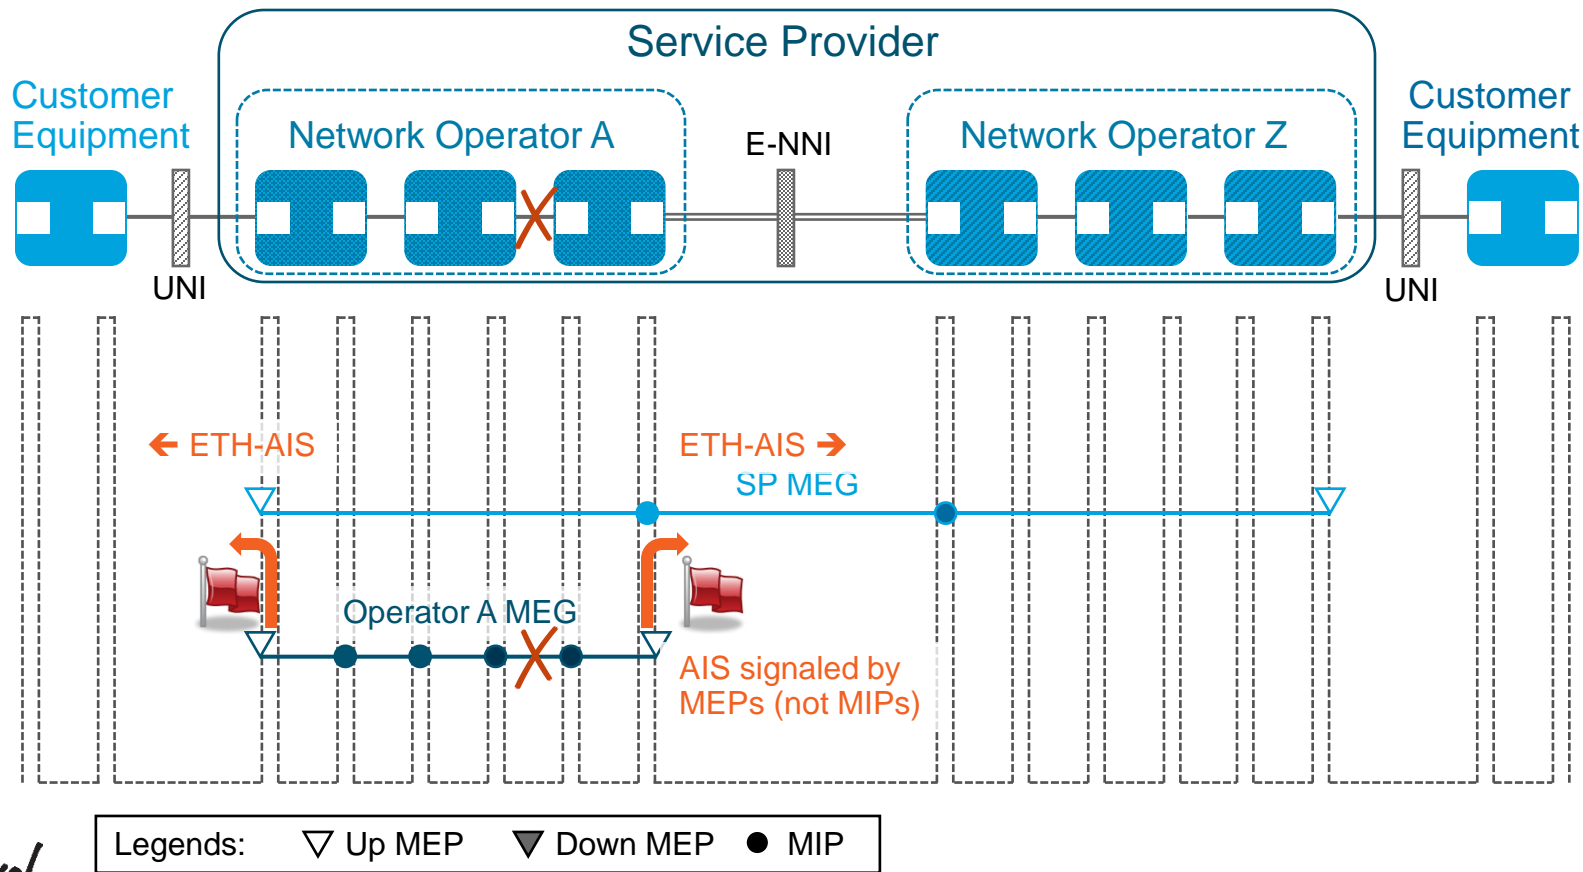 Service Provider
Customer
Equipment
Network Operator A
E-NNI
Network Operator Z
Customer
Equipment
UNI
UNI
🡸 ETH-AIS
ETH-AIS 🡺
SP MEG
Operator A MEG
AIS signaled by
MEPs (not MIPs)
Legends: Up MEP Down MEP MIP